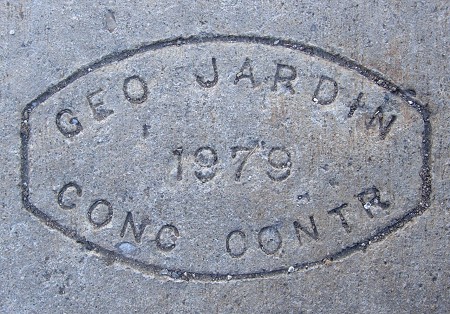 GEO JARDIN
1979
CONC CONTR